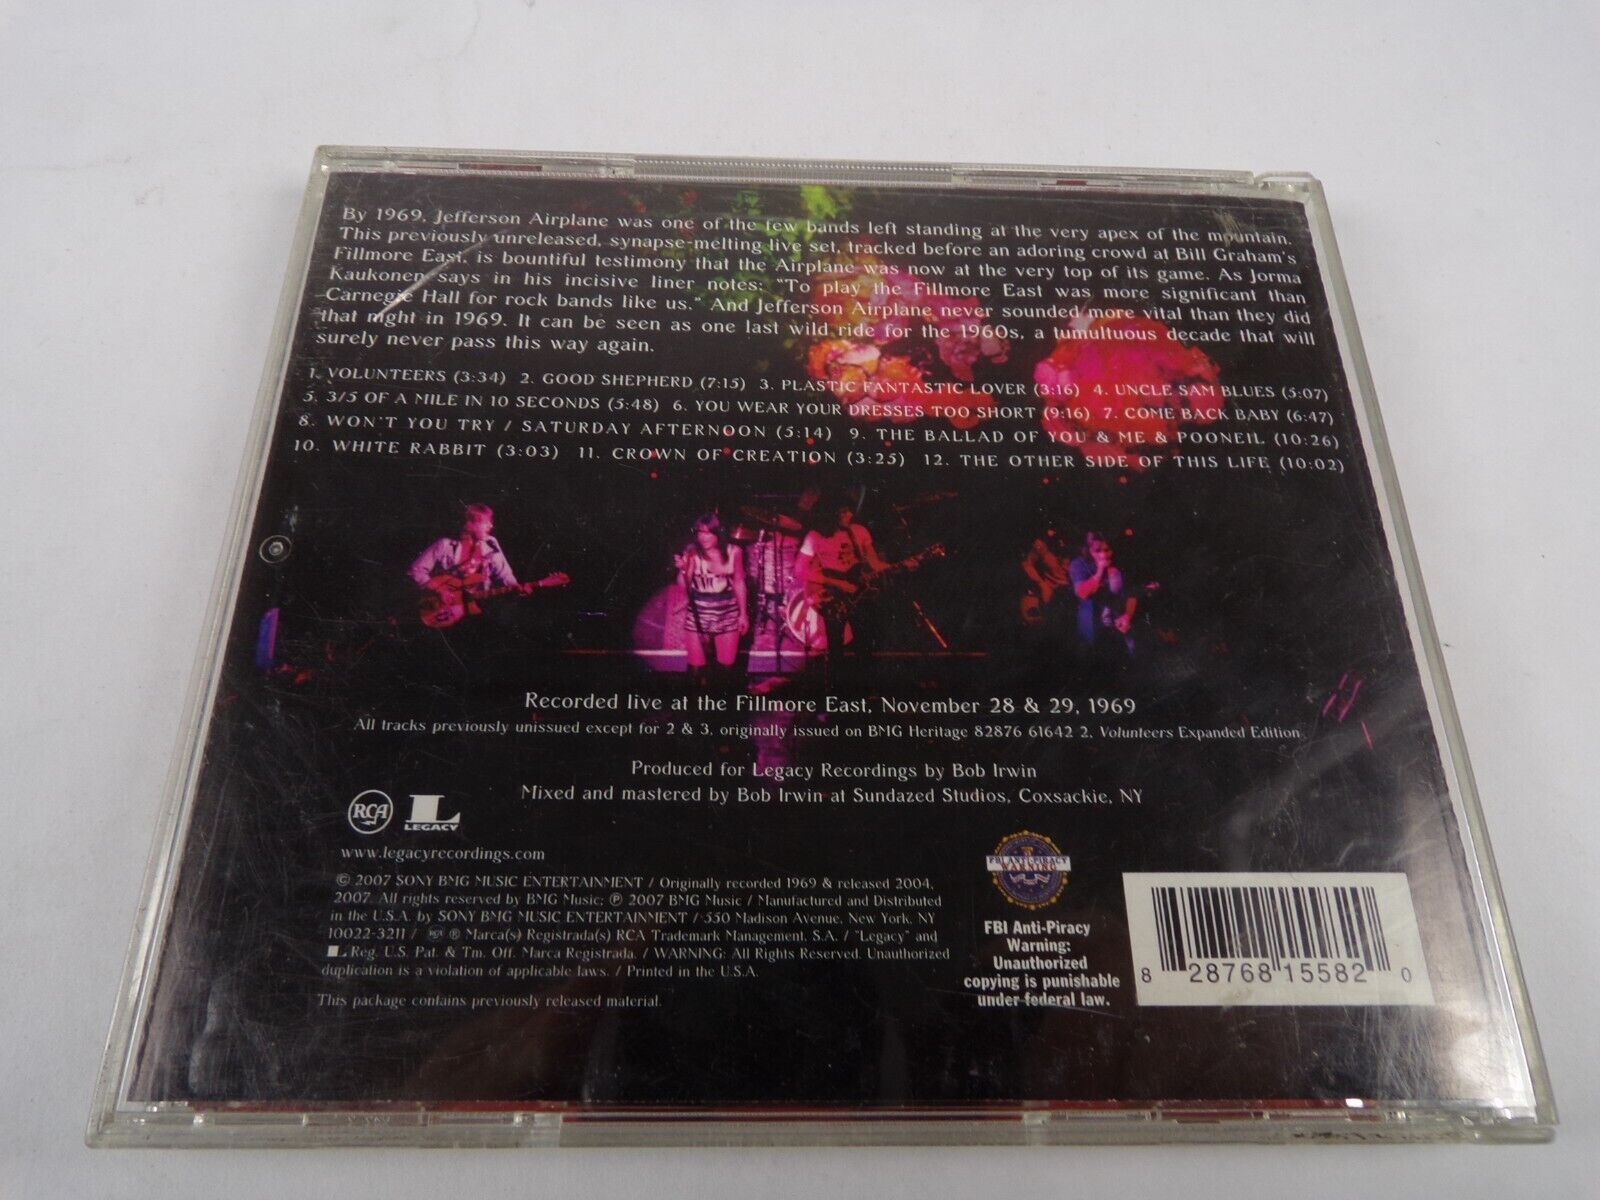 By 1969, Jefferson Airplane was one of the few bands left standing at the very apex of the mountain.
This previously unreleased, synapse-melting live set, tracked before an adoring crowd at Bill Graham's
Fillmore East, is bountiful testimony that the Airplane was now at the very top of its game. As Jorma
Kaukonen says in his incisive liner notes: "To play the Fillmore East was more significant than
Carnegie Hall for rock bands like us." And Jefferson Airplane never sounded more vital than they did
that night in 1969. It can be seen as one last wild ride for the 1960s, a tumultuous decade that will
surely never pass this way again.
1. VOLUNTEERS (3:34) 2. GOOD SHEPHERD (7:15) 3. PLASTIC FANTASTIC LOVER (3:16) 4. UNCLE SAM BLUES (5:07)
5. 3/5 OF A MILE IN 10 SECONDS (5:48) 6. YOU WEAR YOUR DRESSES TOO SHORT (9:16) 7. COME BACK BABY (6:47)
8. WON'T YOU TRY / SATURDAY AFTERNOON (5:14) 9. THE BALLAD OF YOU & ME & POONEIL (10:26)
10. WHITE RABBIT (3:03) 11. CROWN OF CREATION (3:25) 12. THE OTHER SIDE OF THIS LIFE (10:02)
Recorded live at the Fillmore East, November 28 & 29, 1969
All tracks previously unissued except for 2 & 3, originally issued on BMG Heritage 82876 61642 2, Volunteers Expanded Edition.
Produced for Legacy Recordings by Bob Irwin
Mixed and mastered by Bob Irwin at Sundazed Studios, Coxsackie, NY
RCA L LEGACY
www.legacyrecordings.com
© 2007 SONY BMG MUSIC ENTERTAINMENT / Originally recorded 1969 & released 2004,
2007. All rights reserved by BMG Music; ℗ 2007 BMG Music / Manufactured and Distributed
in the U.S.A. by SONY BMG MUSIC ENTERTAINMENT / 550 Madison Avenue, New York, NY
10022-3211 / RCA ® Marca(s) Registrada(s) RCA Trademark Management, S.A. / "Legacy" and
L Reg. U.S. Pat. & Tm. Off. Marca Registrada. / WARNING: All Rights Reserved. Unauthorized
duplication is a violation of applicable laws. / Printed in the U.S.A.
This package contains previously released material.
FBI ANTI-PIRACY
WARNING
FBI Anti-Piracy
Warning:
Unauthorized
copying is punishable
under federal law.
8 28768 15582 0